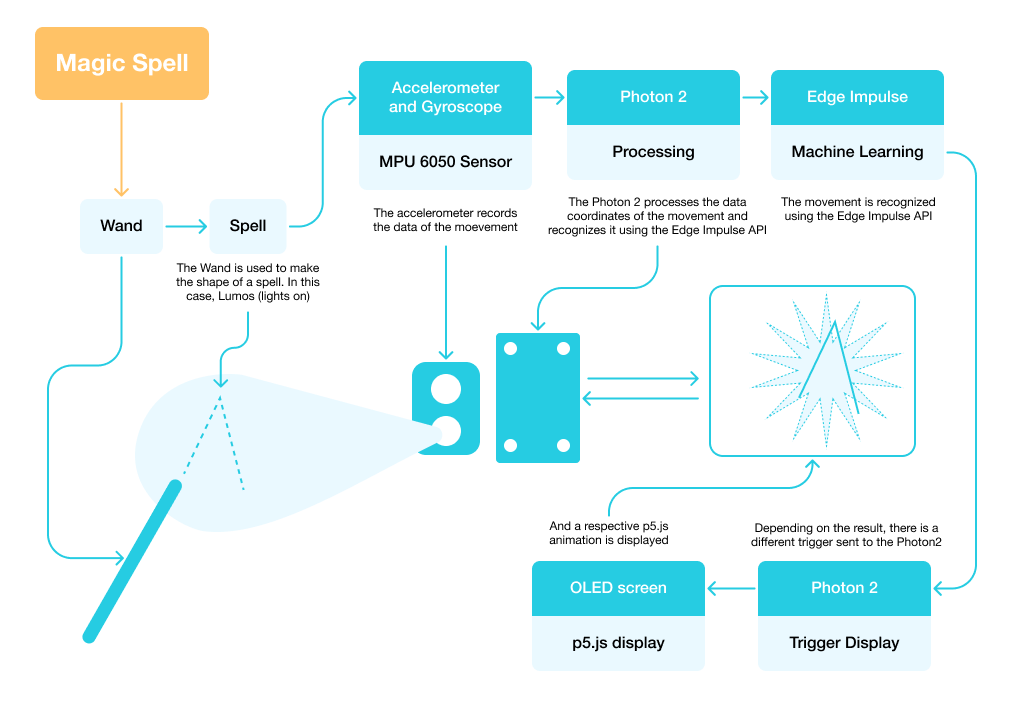 Magic Spell
Wand
Spell
The Wand is used to make
the shape of a spell. In this
case, Lumos (lights on)
Accelerometer
and Gyroscope
MPU 6050 Sensor
The accelerometer records
the data of the moevement
Photon 2
Processing
The Photon 2 processes the data
coordinates of the movement and
recognizes it using the Edge Impulse API
Edge Impulse
Machine Learning
The movement is recognized
using the Edge Impulse API
Depending on the result, there is a
different trigger sent to the Photon2
Photon 2
Trigger Display
And a respective p5.js
animation is displayed
OLED screen
p5.js display